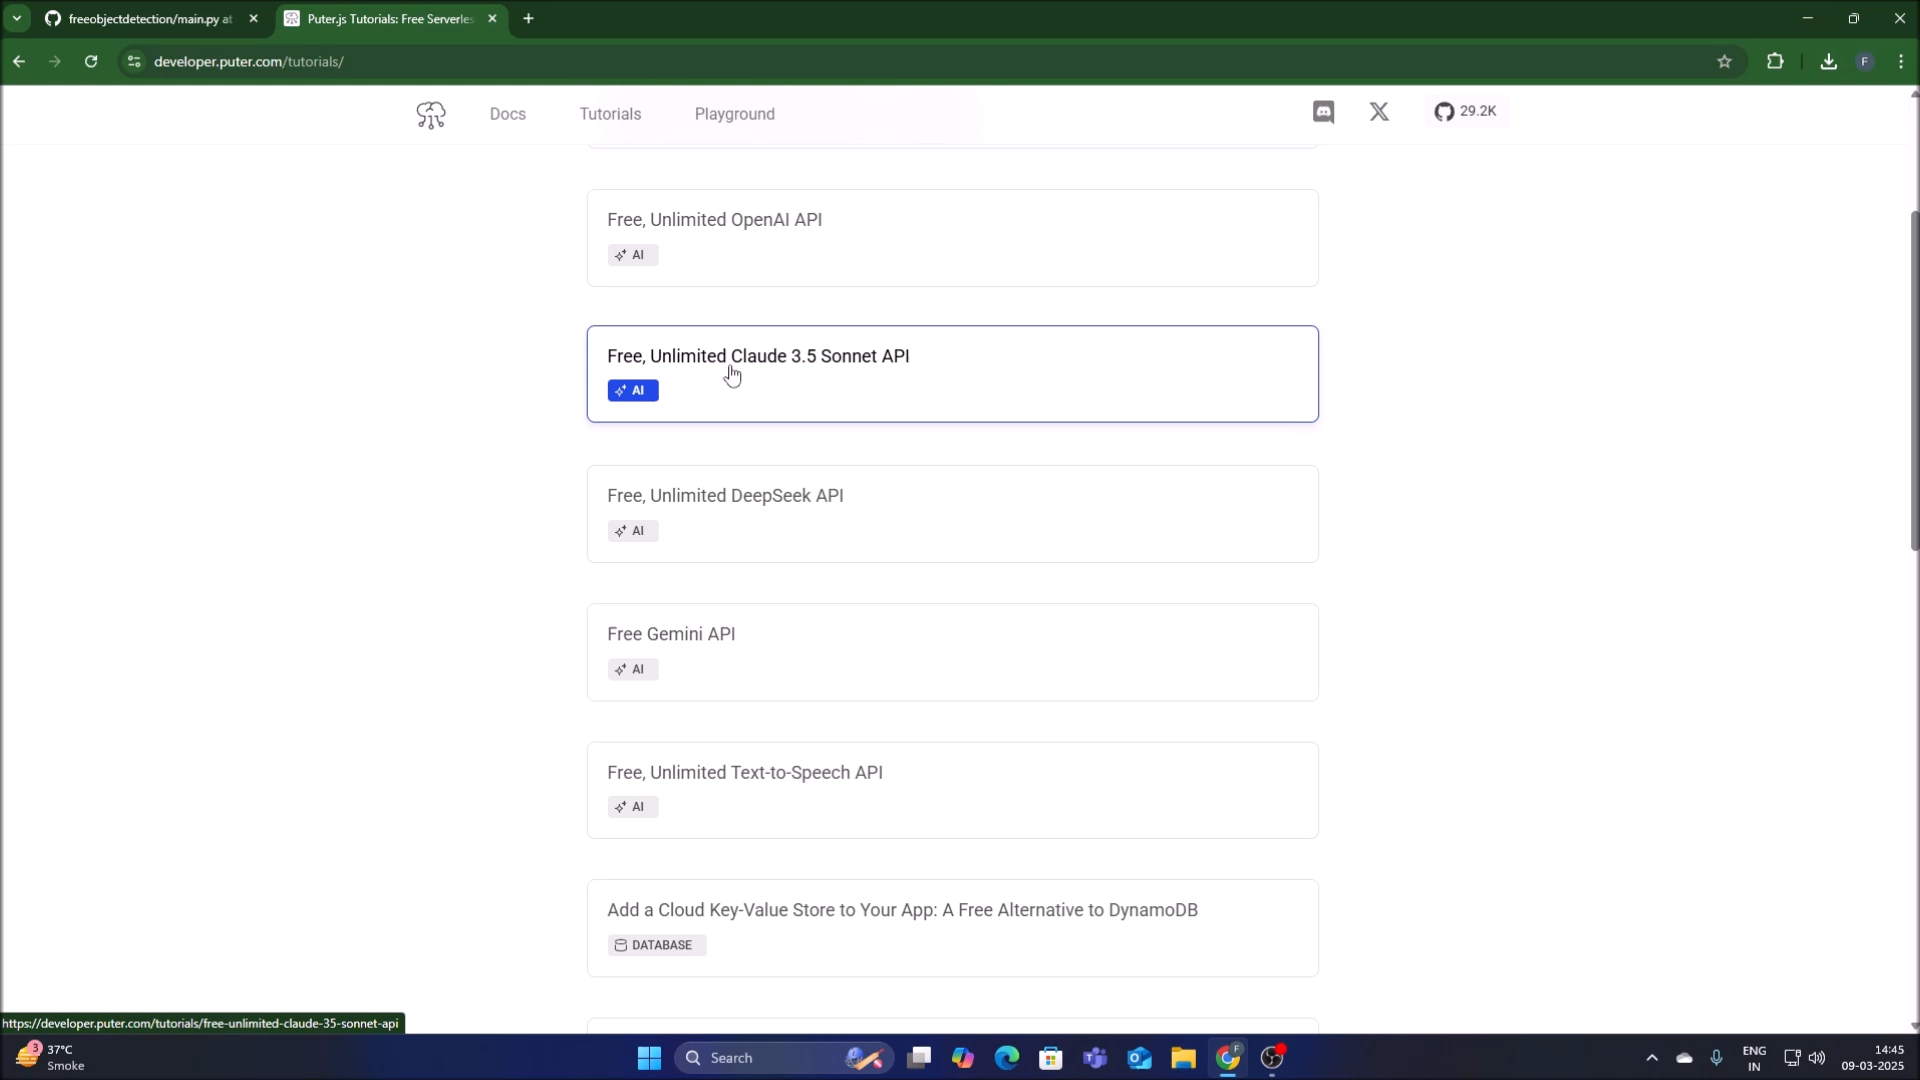 freeobjectdetection/main.py at
Puter.js Tutorials: Free Serverles
developer.puter.com/tutorials/
F
Docs
Tutorials
Playground
29.2K
Free, Unlimited OpenAI API
AI
Free, Unlimited Claude 3.5 Sonnet API
AI
Free, Unlimited DeepSeek API
AI
Free Gemini API
AI
Free, Unlimited Text-to-Speech API
AI
Add a Cloud Key-Value Store to Your App: A Free Alternative to DynamoDB
DATABASE
https://developer.puter.com/tutorials/free-unlimited-claude-35-sonnet-api
3
37°C
Smoke
Search
F
ENG
IN
14:45
09-03-2025